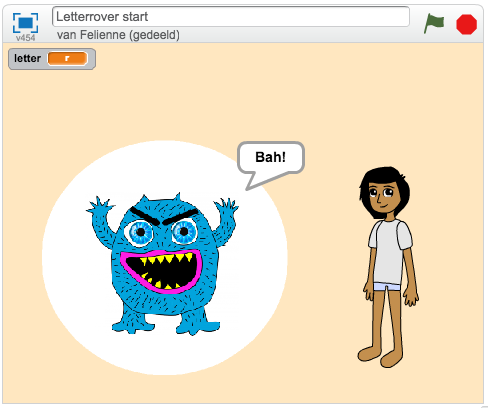 Letterrover start
van Felienne (gedeeld)
v454
letter r
Bah!